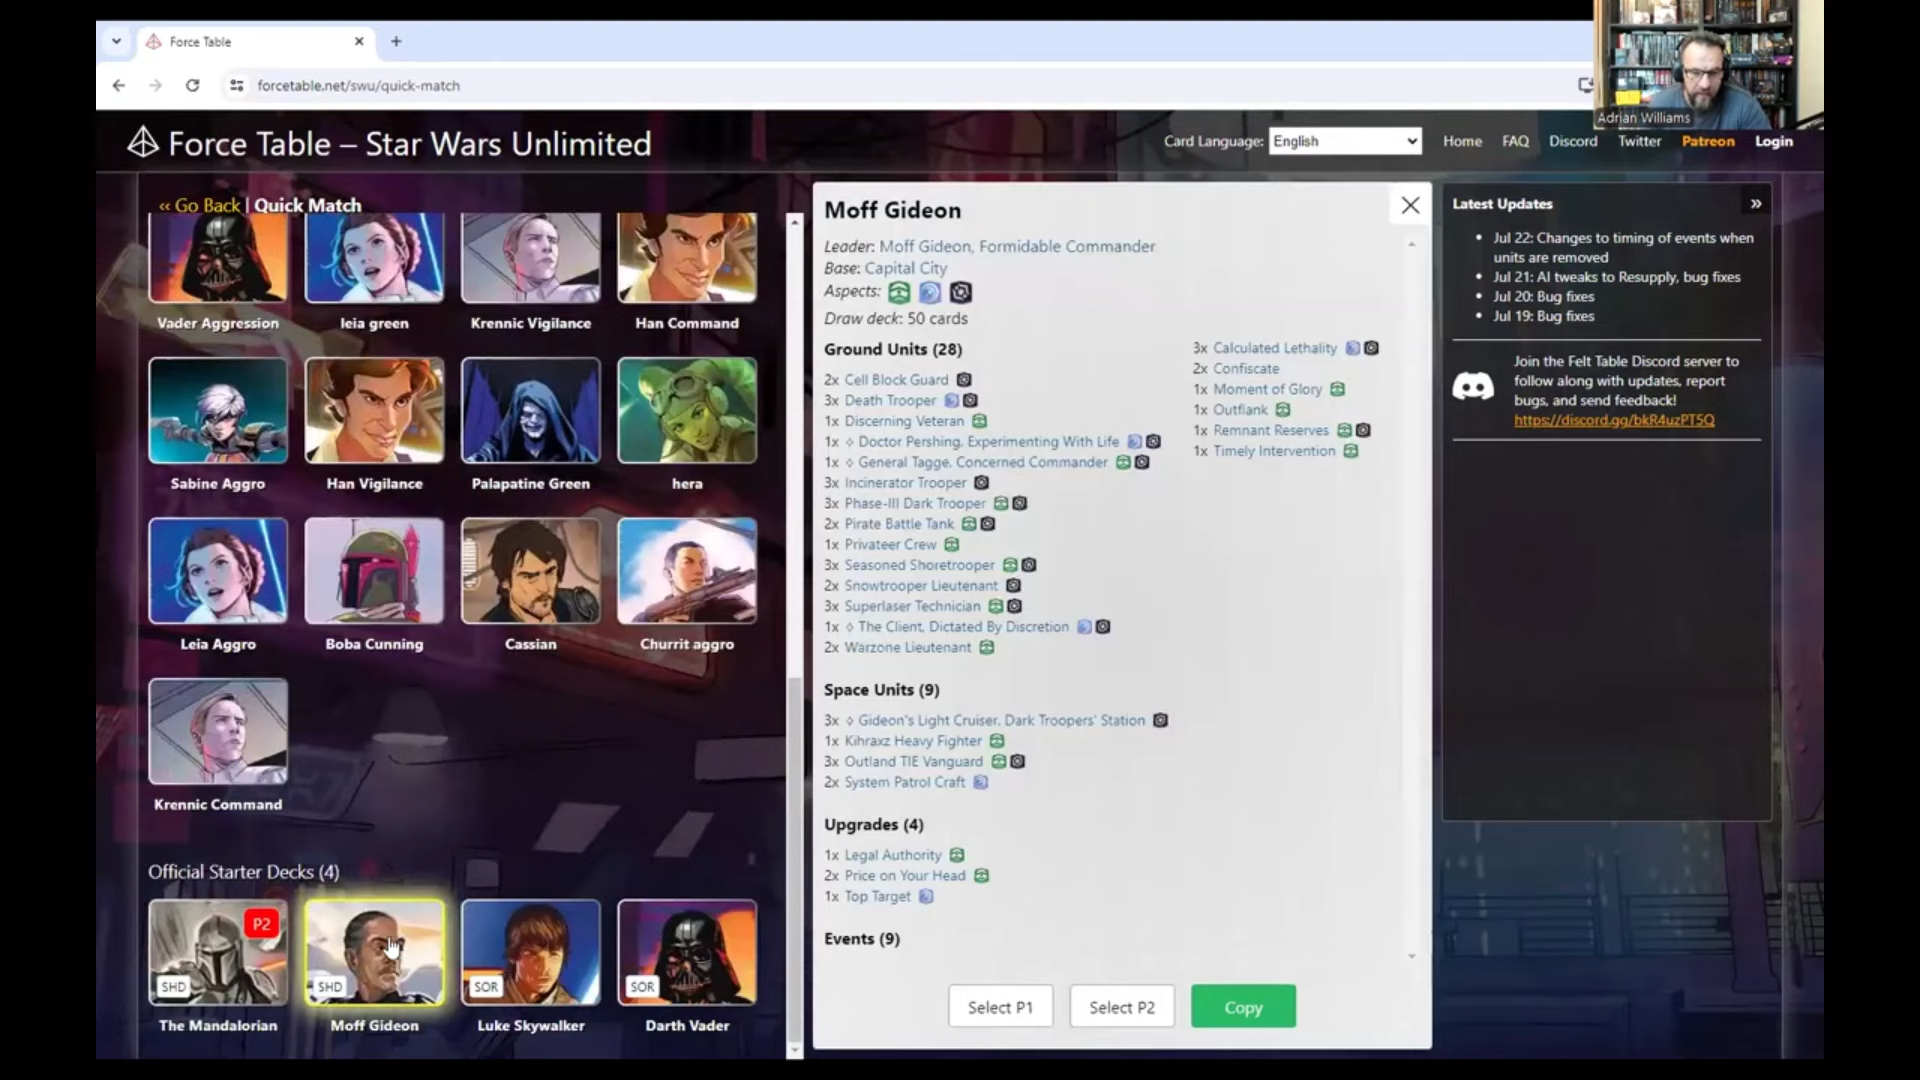 Force Table
forcetable.net/swu/quick-match
Adrian Williams
Force Table – Star Wars Unlimited
Card Language: English
Home FAQ Discord Twitter Patreon Login
‹‹ Go Back | Quick Match
Vader Aggression leia green Krennic Vigilance Han Command
Sabine Aggro Han Vigilance Palapatine Green hera
Leia Aggro Boba Cunning Cassian Churrit aggro
Krennic Command
Official Starter Decks (4)
P2
SHD SHD SOR SOR
The Mandalorian Moff Gideon Luke Skywalker Darth Vader
Moff Gideon
Leader: Moff Gideon, Formidable Commander
Base: Capital City
Aspects:
Draw deck: 50 cards
Ground Units (28)
2x Cell Block Guard
3x Death Trooper
1x Discerning Veteran
1x Doctor Pershing, Experimenting With Life
1x General Tagge, Concerned Commander
3x Incinerator Trooper
3x Phase-III Dark Trooper
2x Pirate Battle Tank
1x Privateer Crew
3x Seasoned Shoretrooper
2x Snowtrooper Lieutenant
3x Superlaser Technician
1x The Client, Dictated By Discretion
2x Warzone Lieutenant
Space Units (9)
3x Gideon's Light Cruiser, Dark Troopers' Station
1x Kihraxz Heavy Fighter
3x Outland TIE Vanguard
2x System Patrol Craft
Upgrades (4)
1x Legal Authority
2x Price on Your Head
1x Top Target
Events (9)
3x Calculated Lethality
2x Confiscate
1x Moment of Glory
1x Outflank
1x Remnant Reserves
1x Timely Intervention
Select P1 Select P2 Copy
Latest Updates »
Jul 22: Changes to timing of events when
units are removed
Jul 21: AI tweaks to Resupply, bug fixes
Jul 20: Bug fixes
Jul 19: Bug fixes
Join the Felt Table Discord server to
follow along with updates, report
bugs, and send feedback!
https://discord.gg/bkR4uzPT5Q